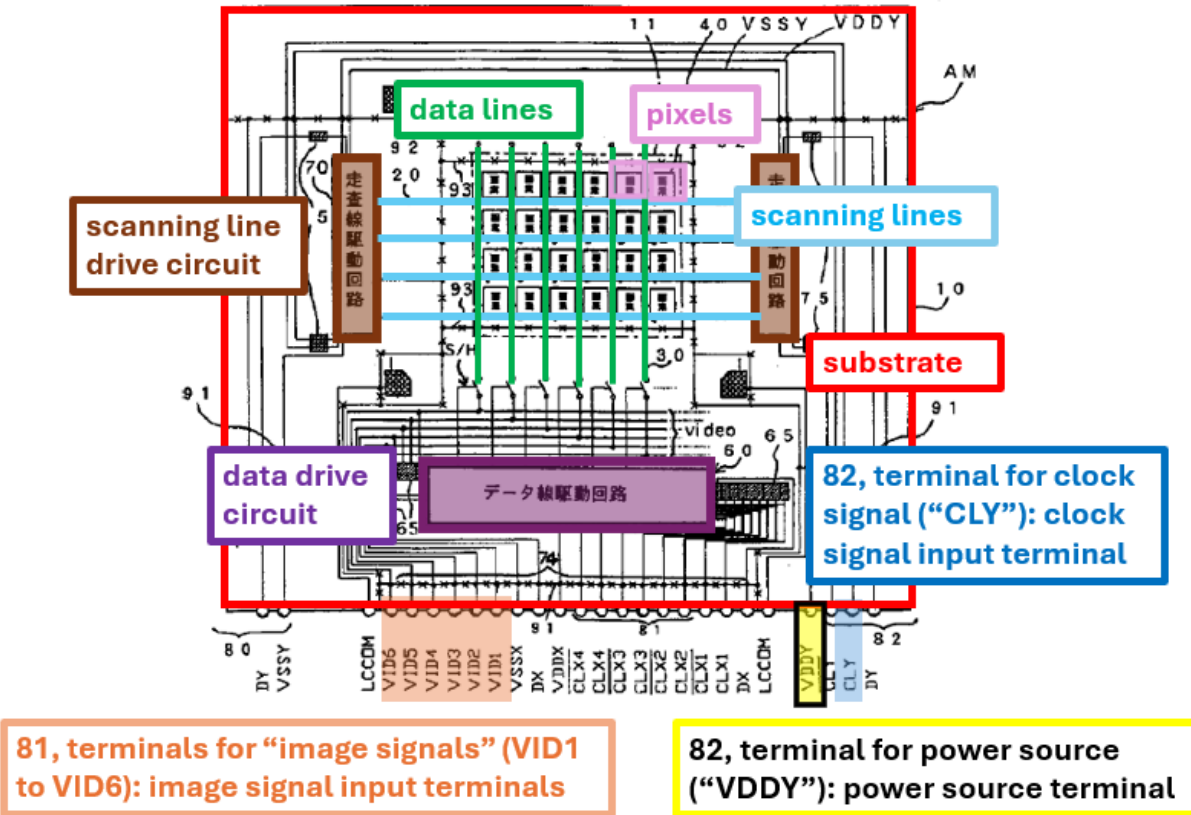 11
40
VSSY
VDDY
AM
data lines
pixels
92
70
20
93
走査線駆動回路
scanning line
drive circuit
5
scanning lines
動回路
93
75
10
S/H
30
substrate
91
91
video
65
60
data drive
circuit
データ線駆動回路
65
82, terminal for clock
signal (“CLY”): clock
signal input terminal
74
80
91
81
82
DY
VSSY
LCCOM
VID6
VID5
VID4
VID3
VID2
VID1
VSSX
DX
VDDX
CLX4
CLX4
CLX3
CLX3
CLX2
CLX2
CLX1
CLX1
DX
LCCOM
VDDY
CLY
CLY
DY
81, terminals for “image signals” (VID1
to VID6): image signal input terminals
82, terminal for power source
(“VDDY”): power source terminal